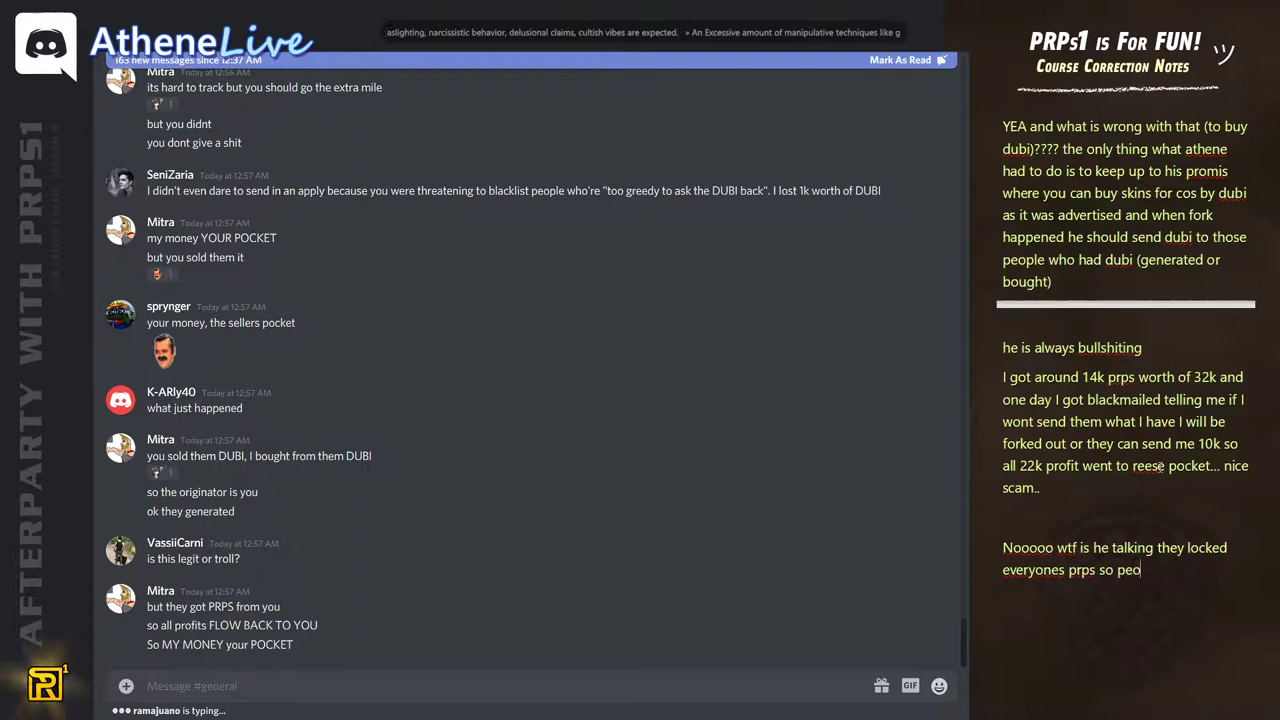 AtheneLive
aslighting, narcissistic behavior, delusional claims, cultish vibes are expected. » An Excessive amount of manipulative techniques like g
163 new messages since 12:37 AM
Mark As Read
Mitra Today at 12:56 AM
its hard to track but you should go the extra mile
1
but you didnt
you dont give a shit
SeniZaria Today at 12:57 AM
I didn't even dare to send in an apply because you were threatening to blacklist people who're "too greedy to ask the DUBI back". I lost 1k worth of DUBI
Mitra Today at 12:57 AM
my money YOUR POCKET
but you sold them it
1
sprynger Today at 12:57 AM
your money, the sellers pocket
K-ARly40 Today at 12:57 AM
what just happened
Mitra Today at 12:57 AM
you sold them DUBI, I bought from them DUBI
1
so the originator is you
ok they generated
VassiiCarni Today at 12:57 AM
is this legit or troll?
Mitra Today at 12:57 AM
but they got PRPS from you
so all profits FLOW BACK TO YOU
So MY MONEY your POCKET
Message #general
GIF
ramajuano is typing...
AFTERPARTY WITH PRPS1
R1
PRPs1 is For FUN!
Course Correction Notes
ツ
YEA and what is wrong with that (to buy
dubi)???? the only thing what athene
had to do is to keep up to his promis
where you can buy skins for cos by dubi
as it was advertised and when fork
happened he should send dubi to those
people who had dubi (generated or
bought)
he is always bullshiting
I got around 14k prps worth of 32k and
one day I got blackmailed telling me if I
wont send them what I have I will be
forked out or they can send me 10k so
all 22k profit went to reese pocket... nice
scam..
Nooooo wtf is he talking they locked
everyones prps so peo